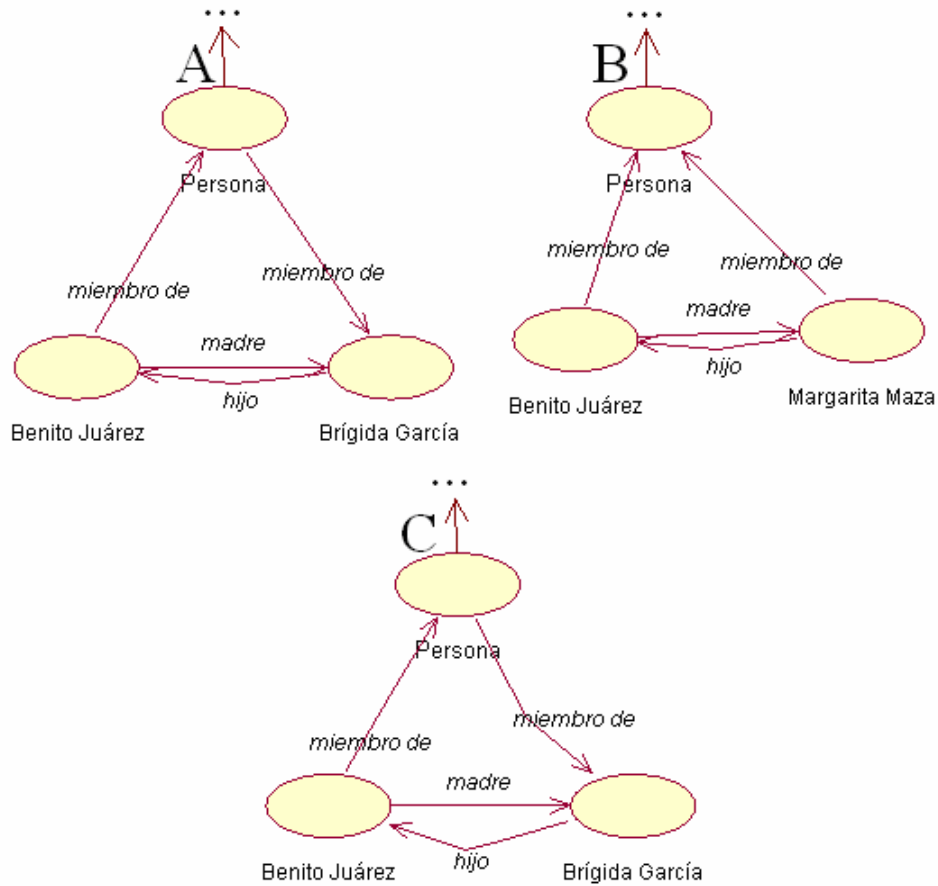 ...
...
A
B
Persona
Persona
miembro de
miembro de
miembro de
miembro de
madre
madre
hijo
hijo
Benito Juárez
Brígida García
Benito Juárez
Margarita Maza
...
C
Persona
miembro de
miembro de
madre
hijo
Benito Juárez
Brígida García